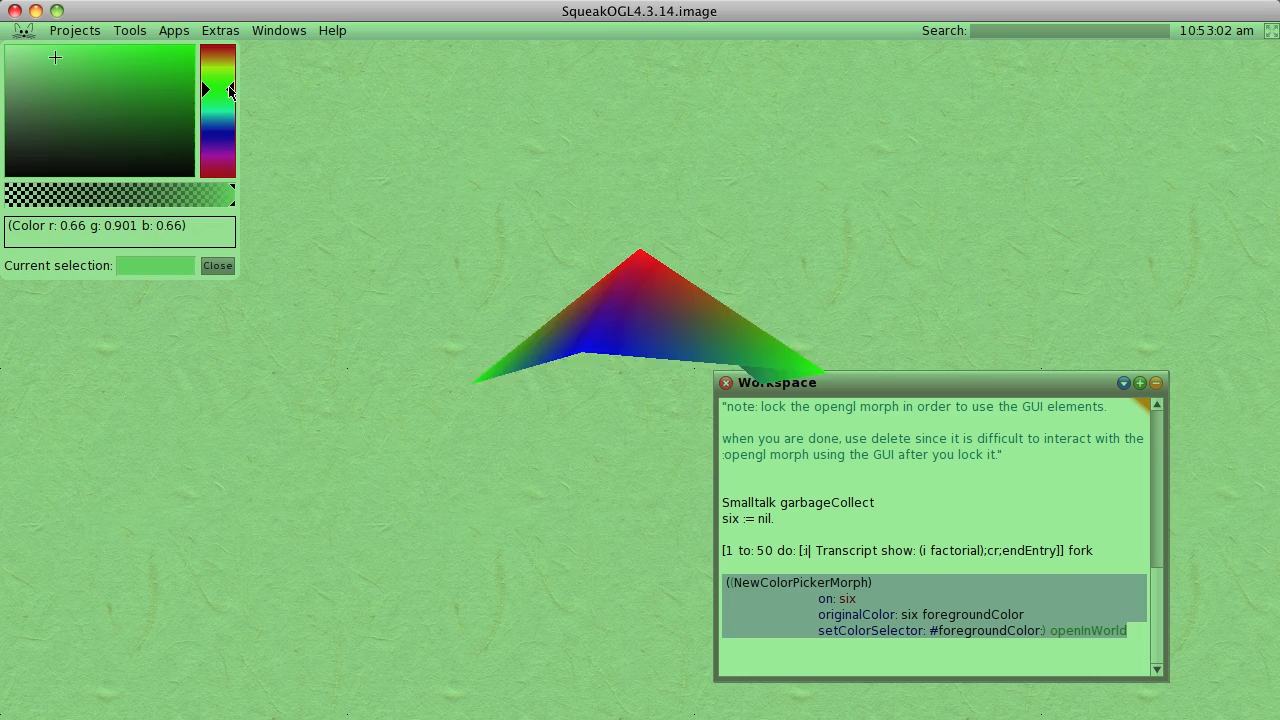 SqueakOGL4.3.14.image
Projects Tools Apps Extras Windows Help Search: 10:53:02 am
(Color r: 0.66 g: 0.901 b: 0.66)
Current selection: Close
Workspace
"note: lock the opengl morph in order to use the GUI elements.
when you are done, use delete since it is difficult to interact with the
:opengl morph using the GUI after you lock it."
Smalltalk garbageCollect
six := nil.
[1 to: 50 do: [:i| Transcript show: (i factorial);cr;endEntry]] fork
((NewColorPickerMorph)
on: six
originalColor: six foregroundColor
setColorSelector: #foregroundColor:) openInWorld